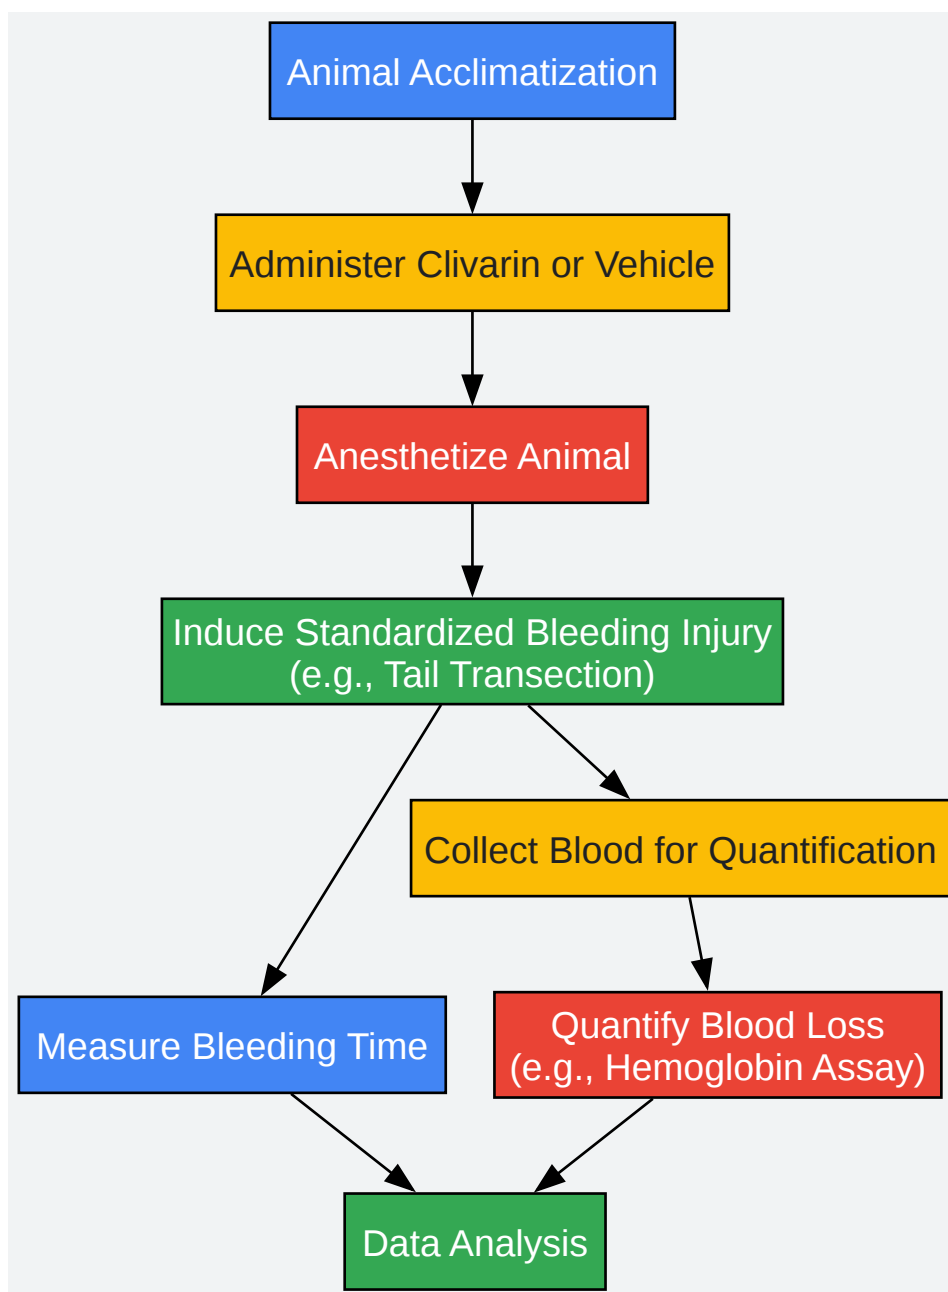 Animal Acclimatization
Administer Clivarin or Vehicle
Anesthetize Animal
Induce Standardized Bleeding Injury
(e.g., Tail Transection)
Collect Blood for Quantification
Measure Bleeding Time
Quantify Blood Loss
(e.g., Hemoglobin Assay)
Data Analysis